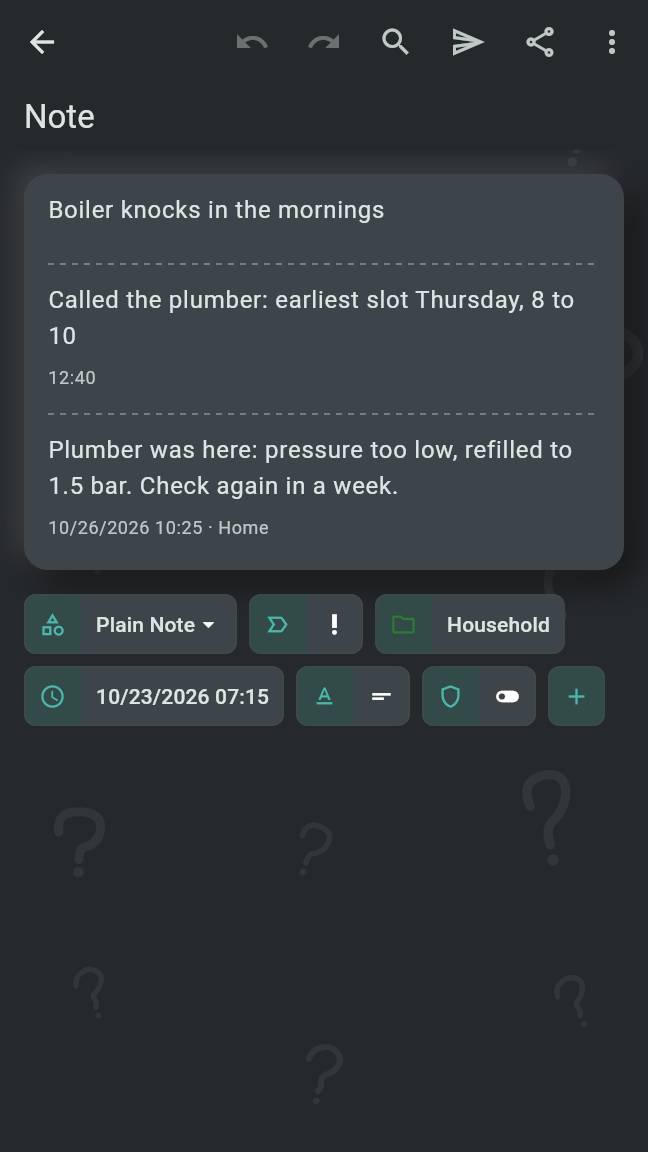 Note
Boiler knocks in the mornings
Called the plumber: earliest slot Thursday, 8 to
10
12:40
Plumber was here: pressure too low, refilled to
1.5 bar. Check again in a week.
10/26/2026 10:25 · Home
Plain Note
Household
10/23/2026 07:15